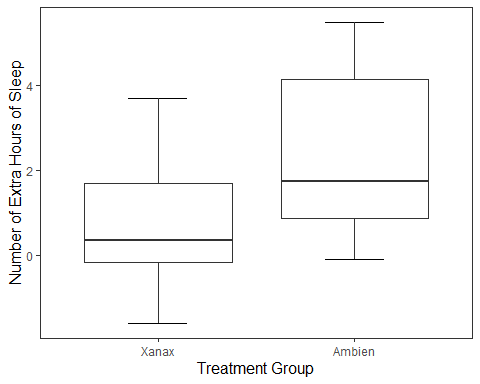 Number of Extra Hours of Sleep
4
2
0
Xanax
Ambien
Treatment Group